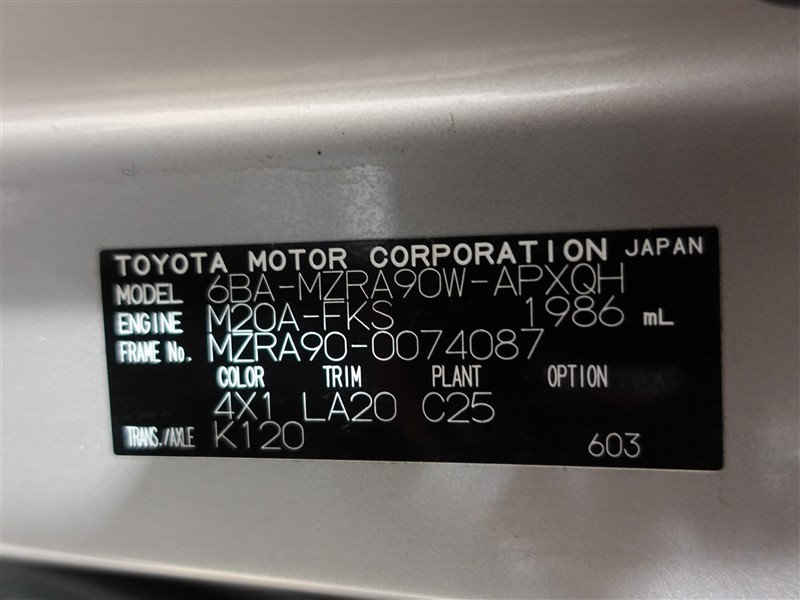 TOYOTA MOTOR CORPORATION JAPAN
MODEL 6BA-MZRA90W-APXQH
ENGINE M20A-FKS 1986 mL
FRAME No. MZRA90-0074087
COLOR TRIM PLANT OPTION
4X1 LA20 C25
TRANS./AXLE K120 603